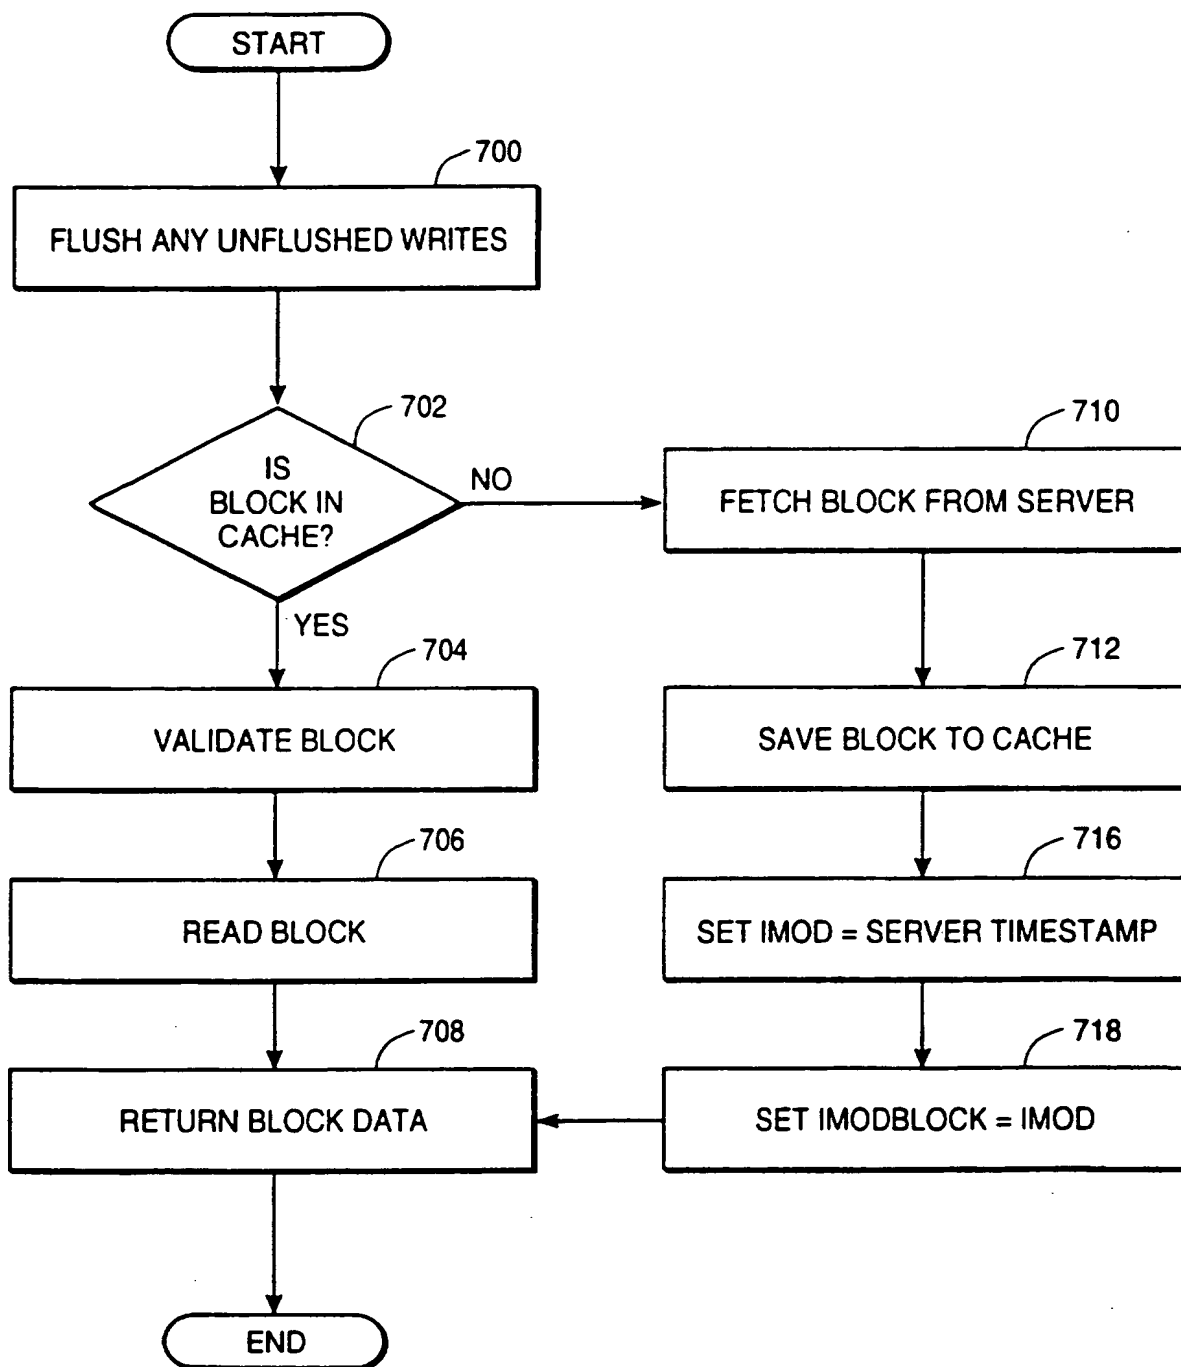 START
700
FLUSH ANY UNFLUSHED WRITES
702
IS
BLOCK IN
CACHE?
NO
YES
710
FETCH BLOCK FROM SERVER
704
VALIDATE BLOCK
712
SAVE BLOCK TO CACHE
706
READ BLOCK
716
SET IMOD = SERVER TIMESTAMP
708
RETURN BLOCK DATA
718
SET IMODBLOCK = IMOD
END